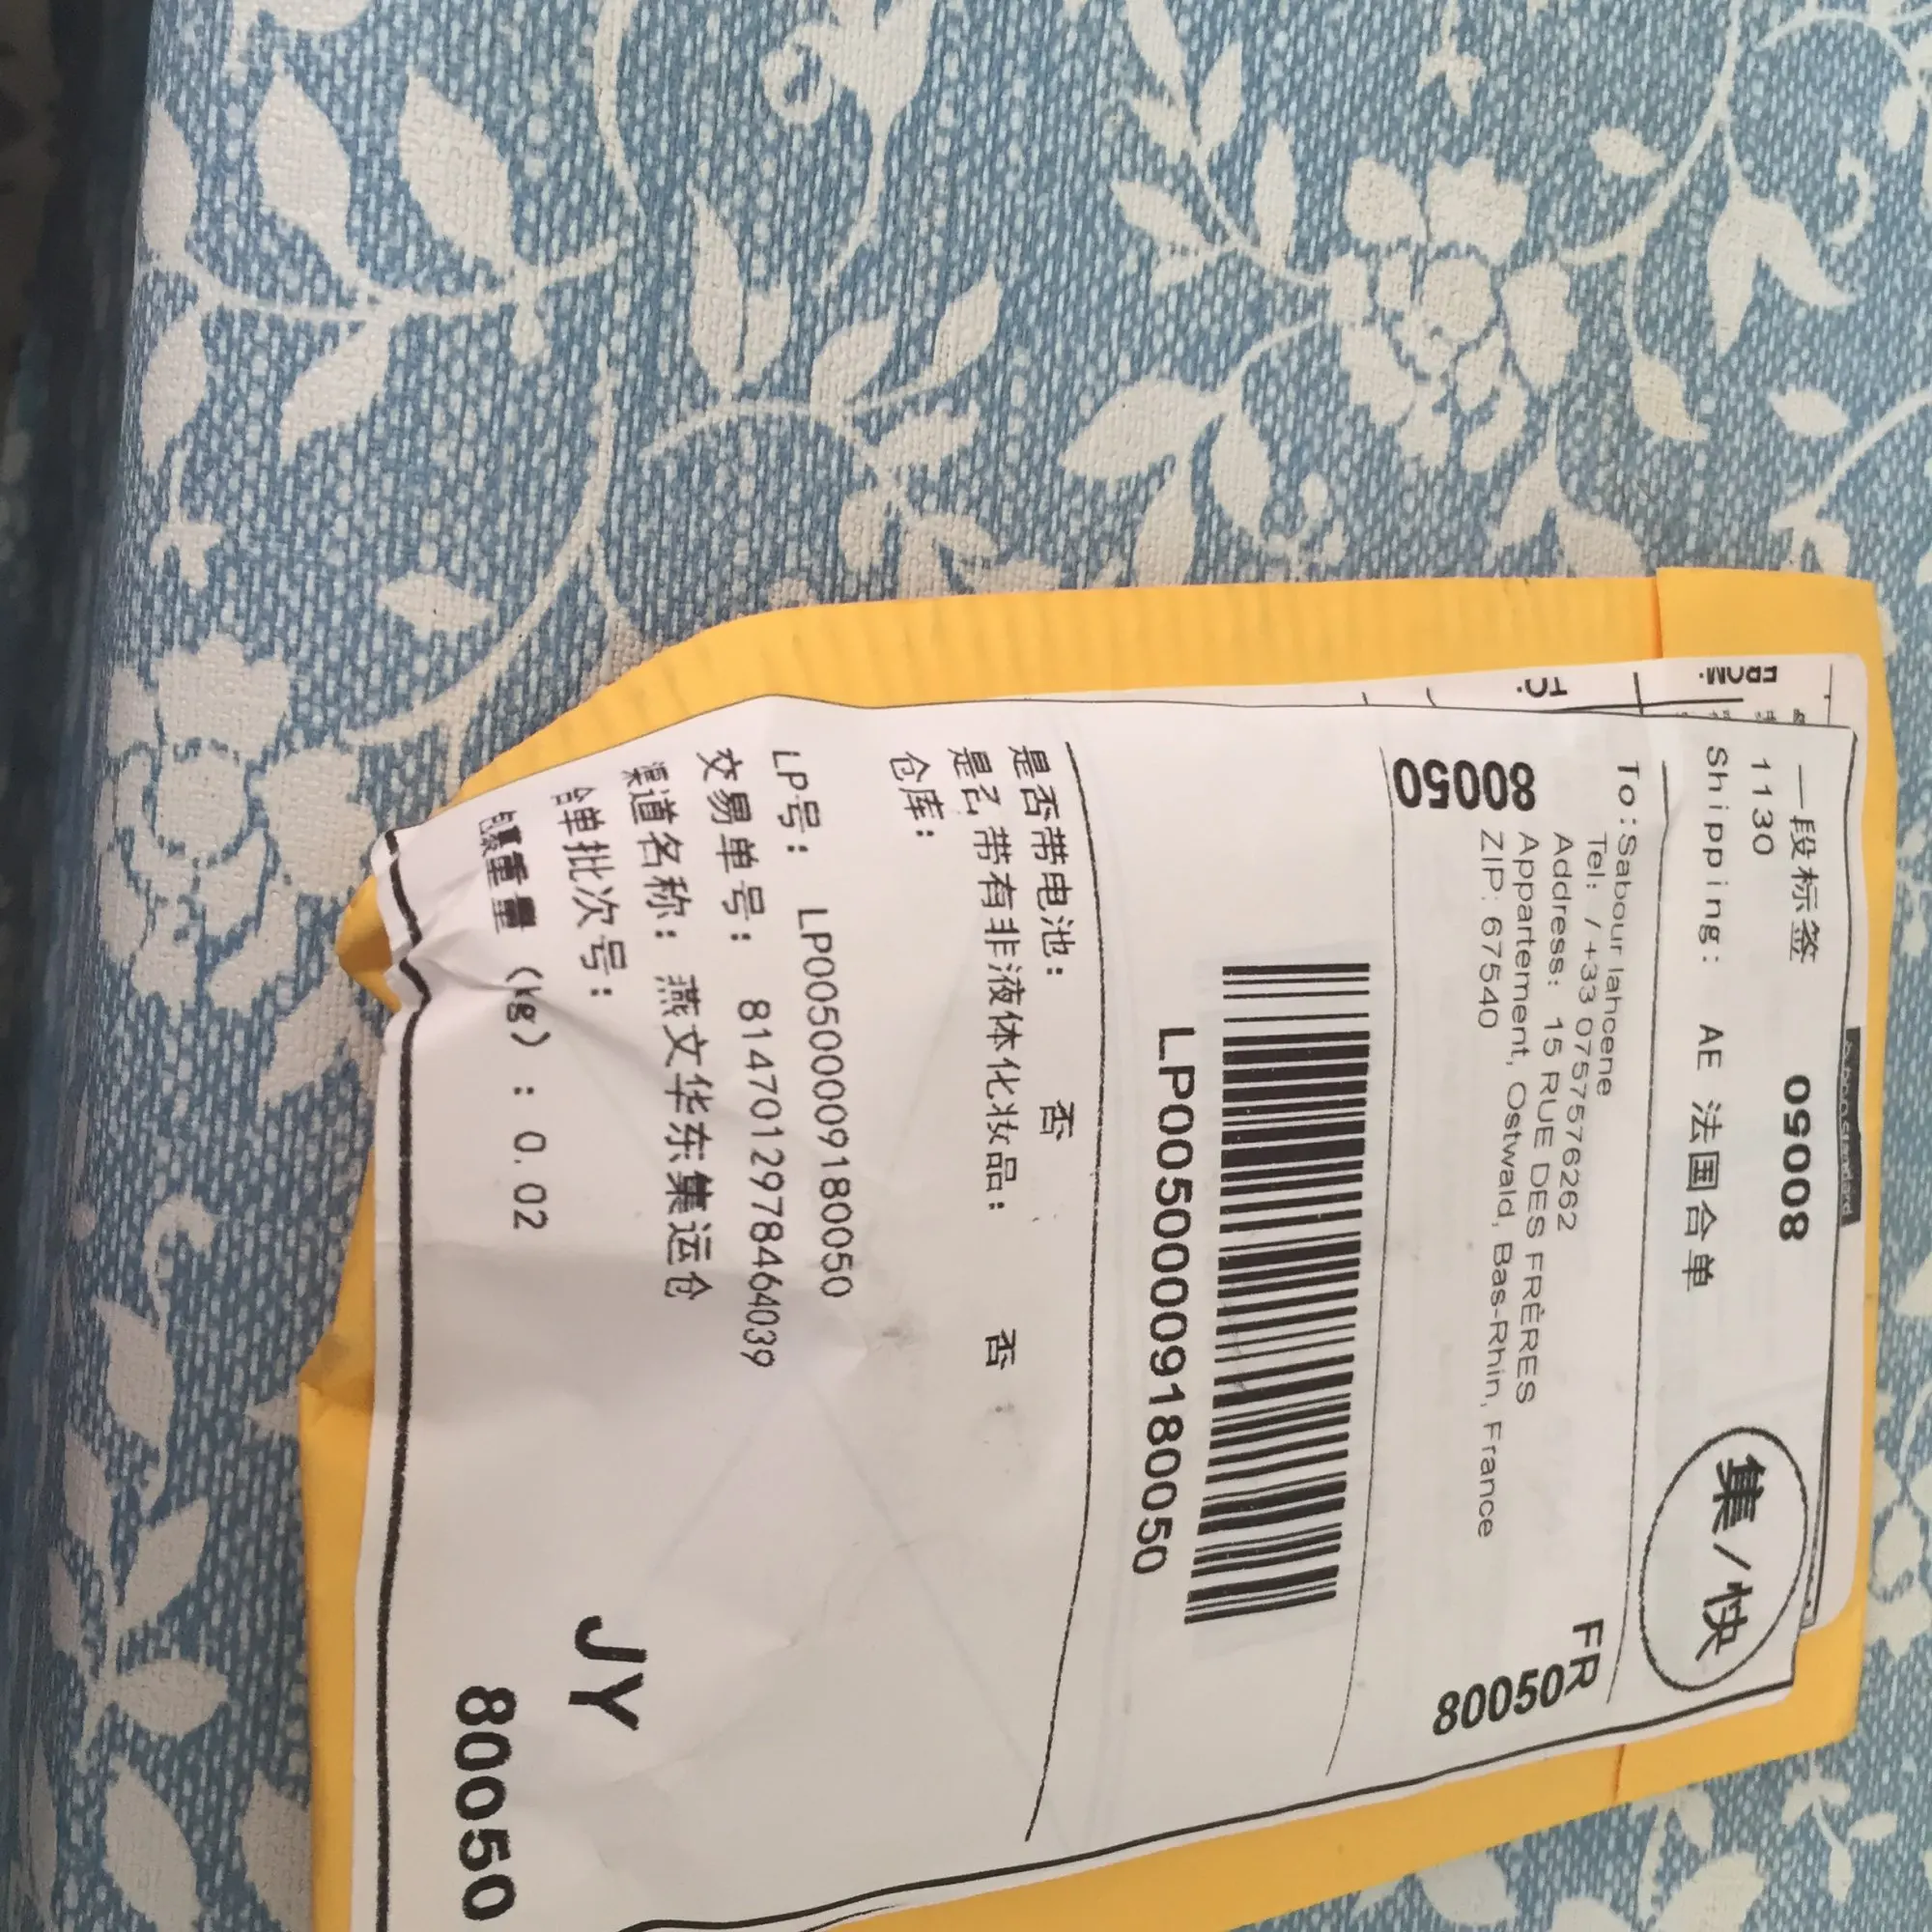 FROM:
TO:
一段标签 80050
1130
集/快
Shipping: AE 法国合单
To:Sabour lahcene
FR
Tel: /+33 0757576262
Address: 15 RUE DES FRÈRES
80050
Appartement, Ostwald, Bas-Rhin, France
80050
ZIP: 67540
LP00500009180050
是否带电池: 否
是否带有非液体化妆品: 否
仓库:
LP号: LP00500009180050
交易单号: 8147012978464039
渠道名称: 燕文华东集运仓
合单批次号:
JY
包裹重量 (kg) : 0.02
80050